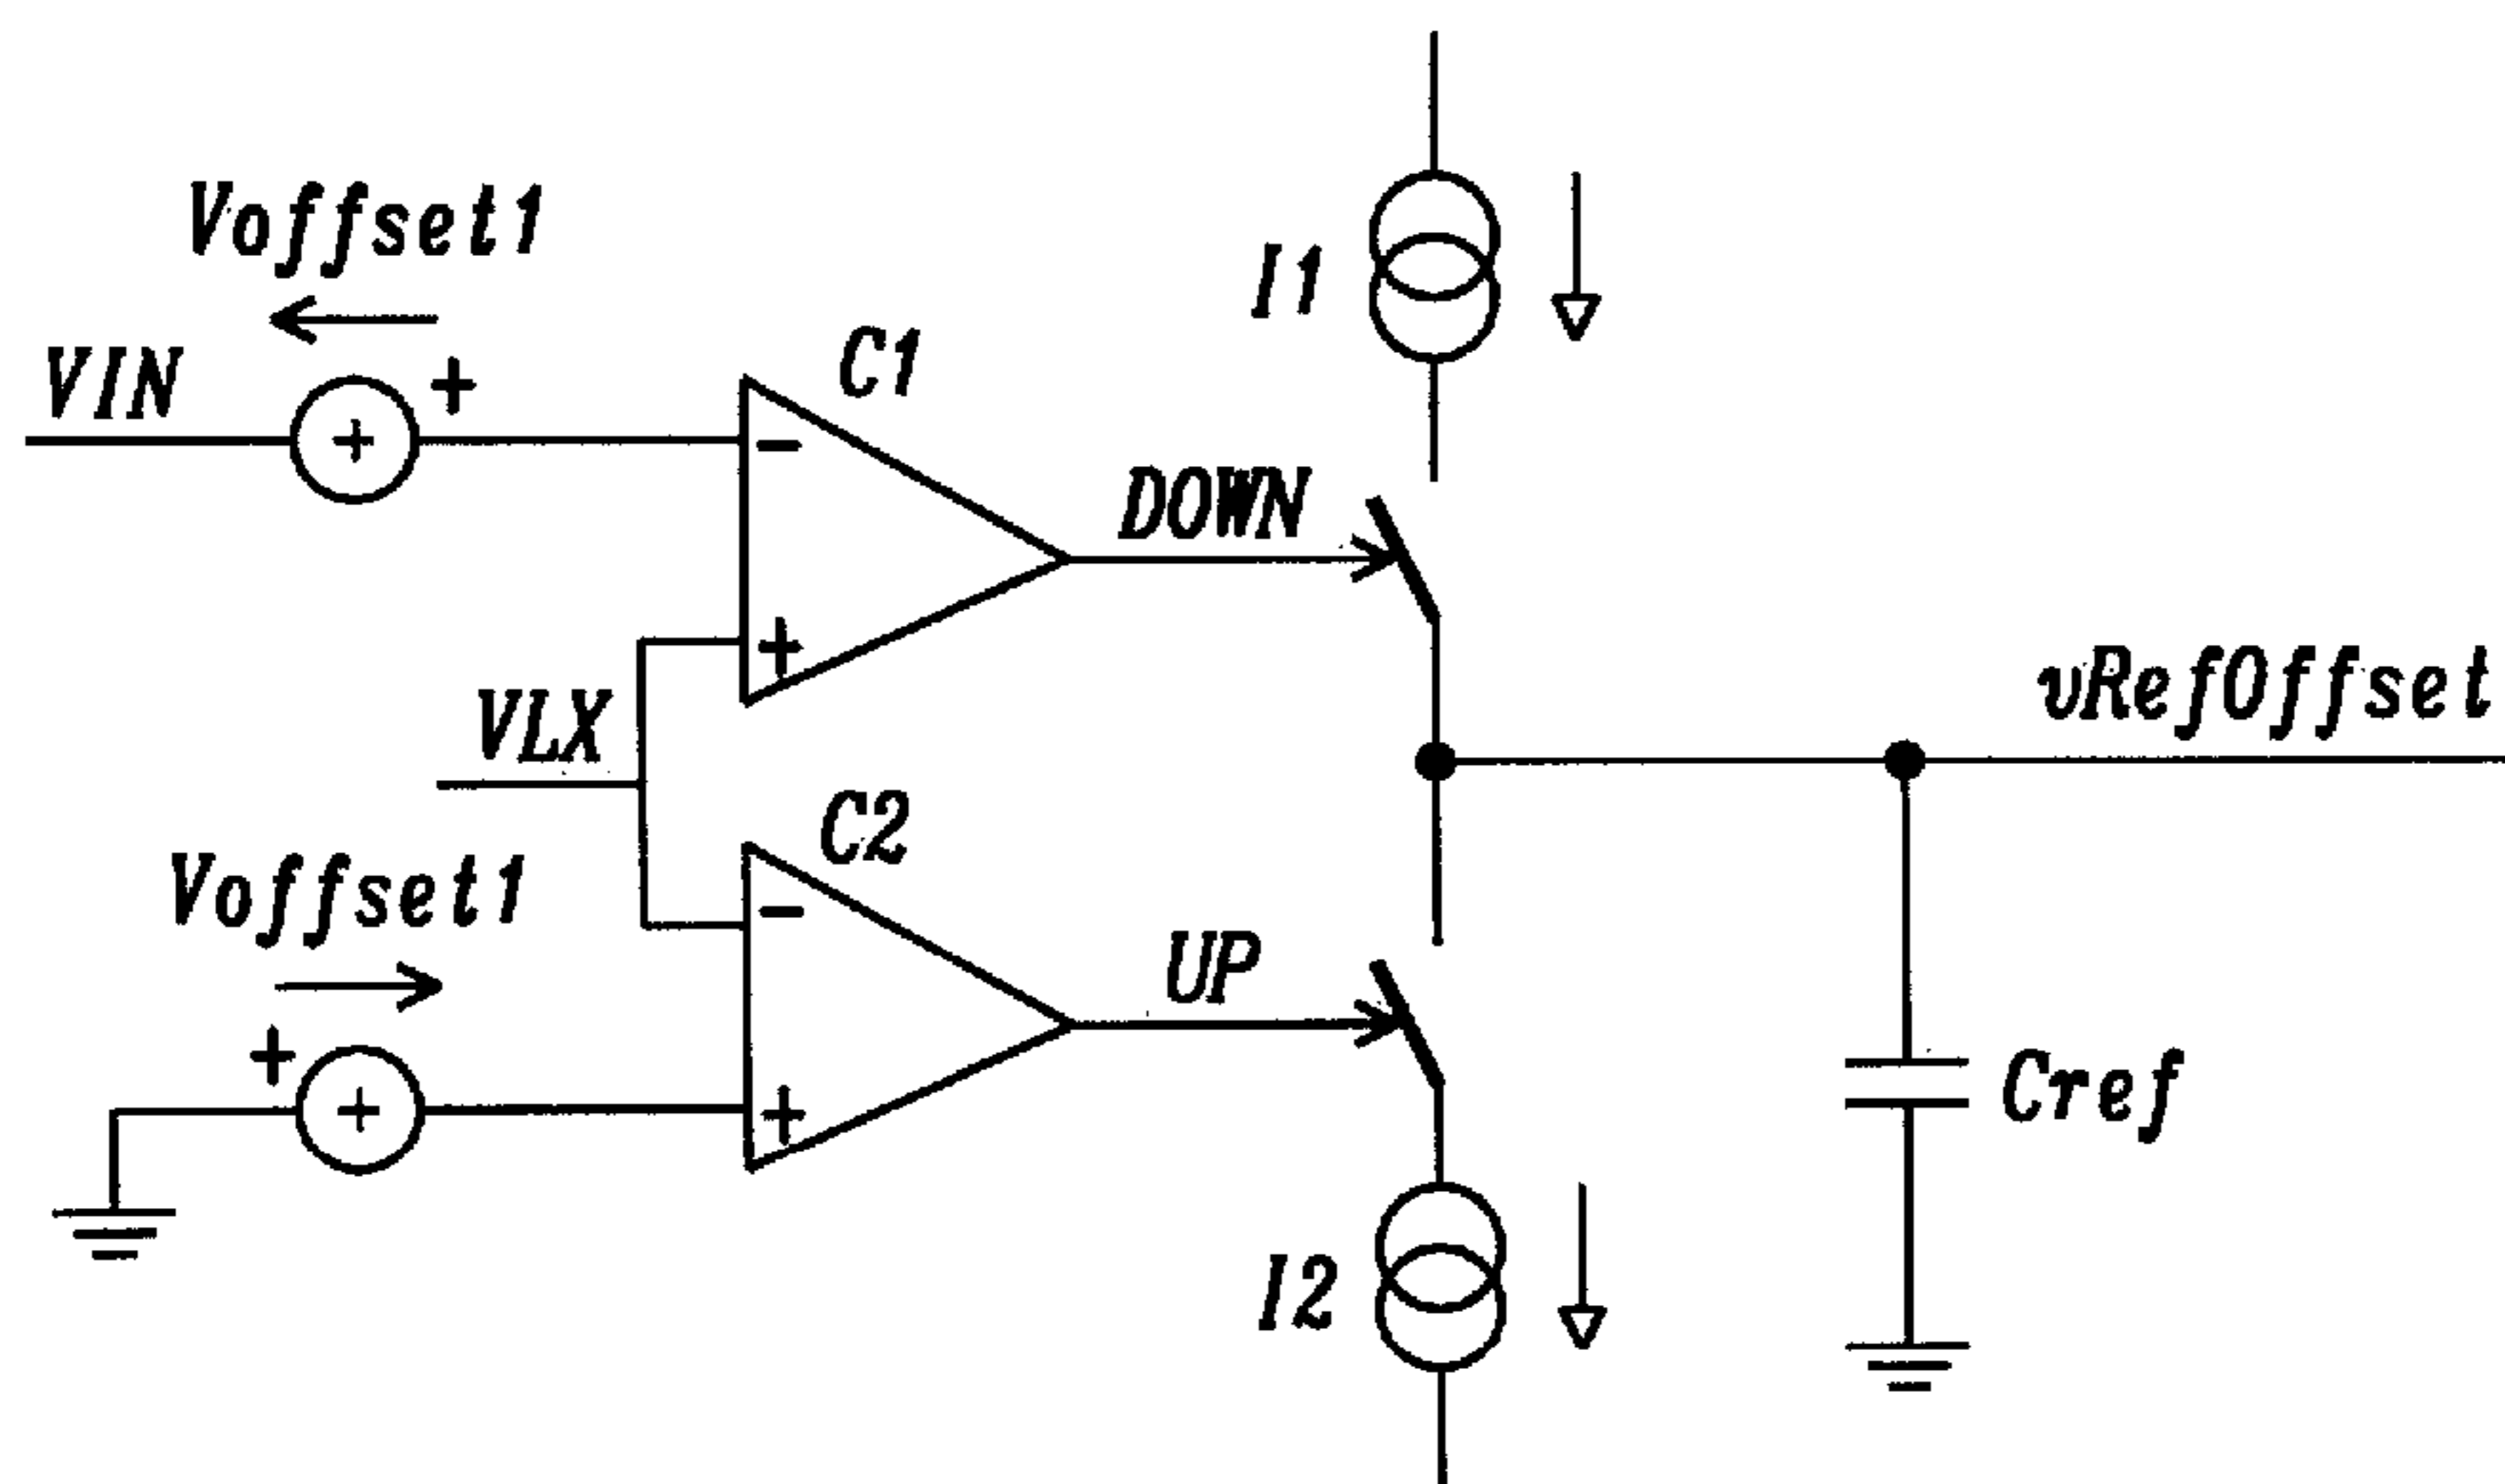 Voffset1
VIN
+
+
C1
-
+
I1
DOWN
VLX
vRefOffset
C2
-
+
Voffset1
+
+
UP
I2
Cref